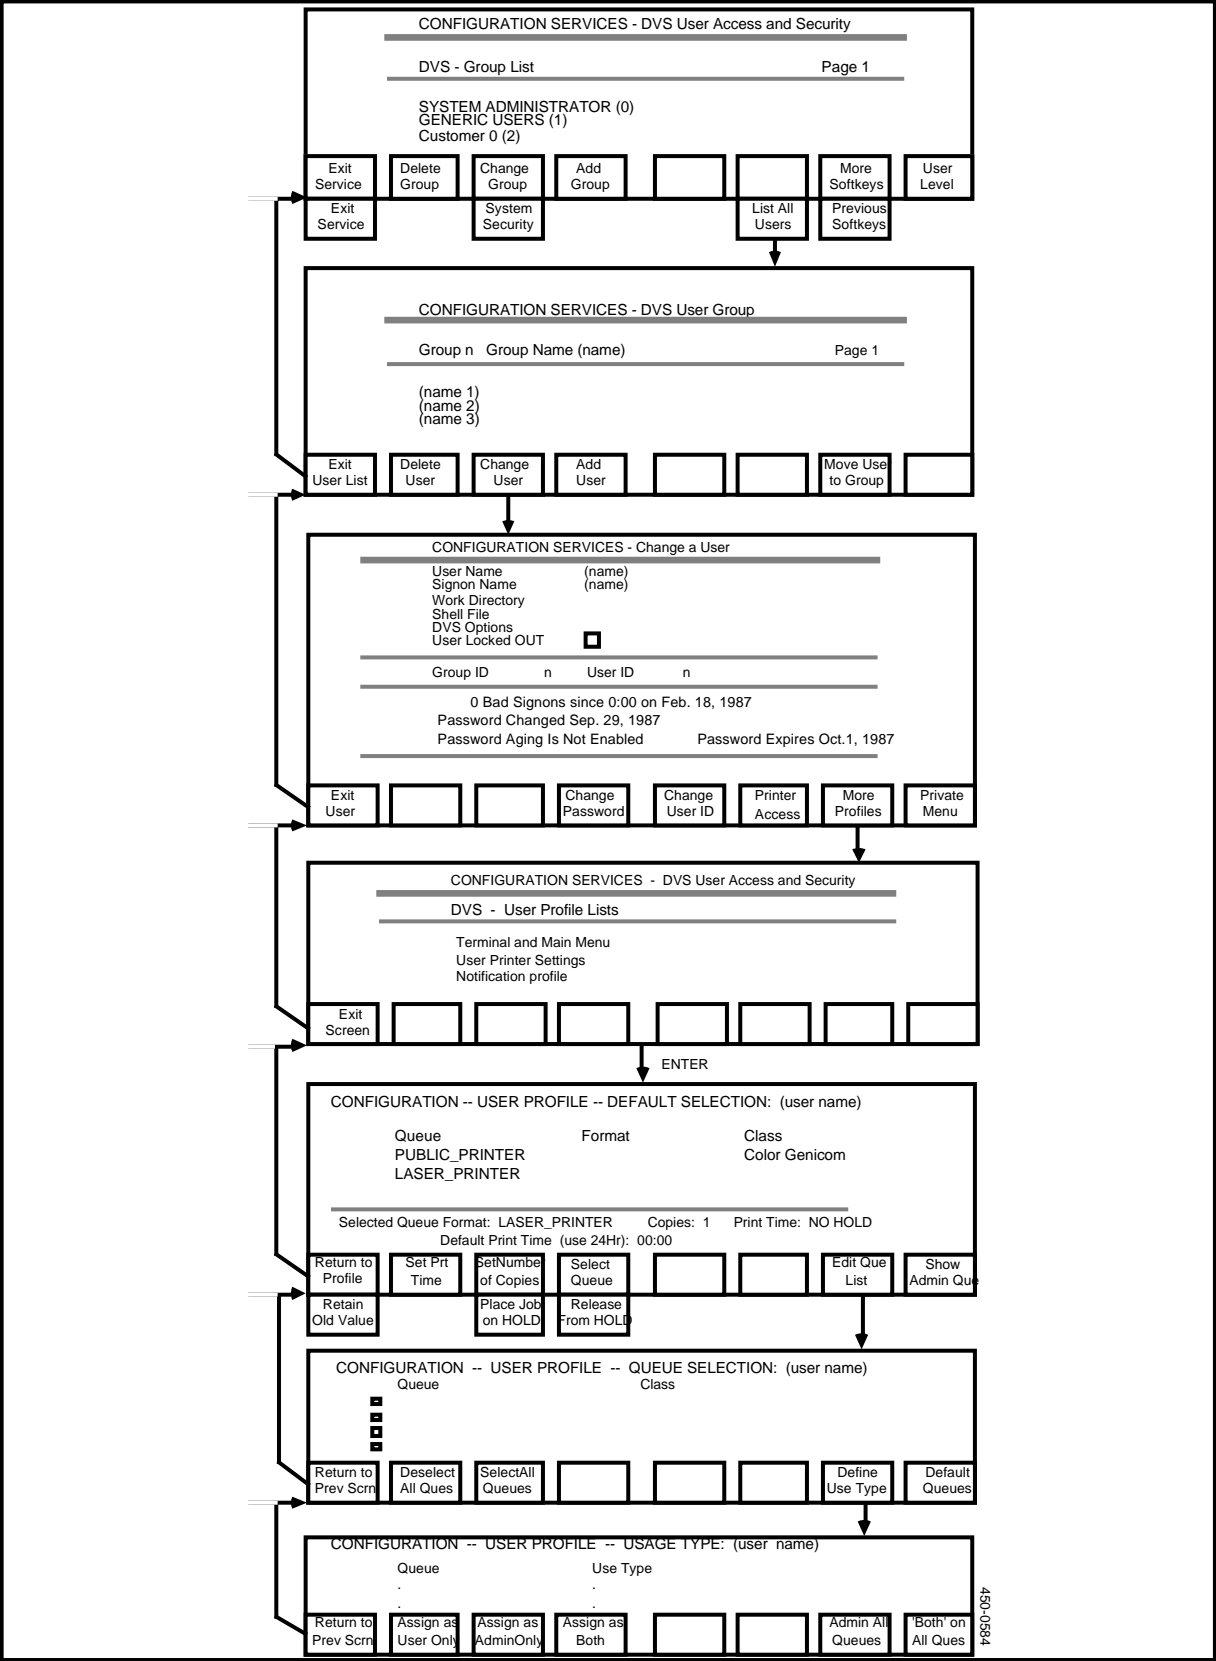 CONFIGURATION SERVICES - DVS User Access and Security
DVS - Group List Page 1
SYSTEM ADMINISTRATOR (0)
GENERIC USERS (1)
Customer 0 (2)
Exit Service
Delete Group
Change Group
Add Group
More Softkeys
User Level
Exit Service
System Security
List All Users
Previous Softkeys
CONFIGURATION SERVICES - DVS User Group
Group n Group Name (name) Page 1
(name 1)
(name 2)
(name 3)
Exit User List
Delete User
Change User
Add User
Move Use to Group
CONFIGURATION SERVICES - Change a User
User Name (name)
Signon Name (name)
Work Directory
Shell File
DVS Options
User Locked OUT
Group ID n User ID n
0 Bad Signons since 0:00 on Feb. 18, 1987
Password Changed Sep. 29, 1987
Password Aging Is Not Enabled Password Expires Oct.1, 1987
Exit User
Change Password
Change User ID
Printer Access
More Profiles
Private Menu
CONFIGURATION SERVICES - DVS User Access and Security
DVS - User Profile Lists
Terminal and Main Menu
User Printer Settings
Notification profile
Exit Screen
ENTER
CONFIGURATION -- USER PROFILE -- DEFAULT SELECTION: (user name)
Queue Format Class
PUBLIC_PRINTER Color Genicom
LASER_PRINTER
Selected Queue Format: LASER_PRINTER Copies: 1 Print Time: NO HOLD
Default Print Time (use 24Hr): 00:00
Return to Profile
Set Prt Time
SetNumbe of Copies
Select Queue
Edit Que List
Show Admin Que
Retain Old Value
Place Job on HOLD
Release From HOLD
CONFIGURATION -- USER PROFILE -- QUEUE SELECTION: (user name)
Queue Class
Return to Prev Scrn
Deselect All Ques
SelectAll Queues
Define Use Type
Default Queues
CONFIGURATION -- USER PROFILE -- USAGE TYPE: (user name)
Queue Use Type
. .
. .
Return to Prev Scrn
Assign as User Only
Assign as AdminOnly
Assign as Both
Admin All Queues
'Both' on All Ques
450-0584